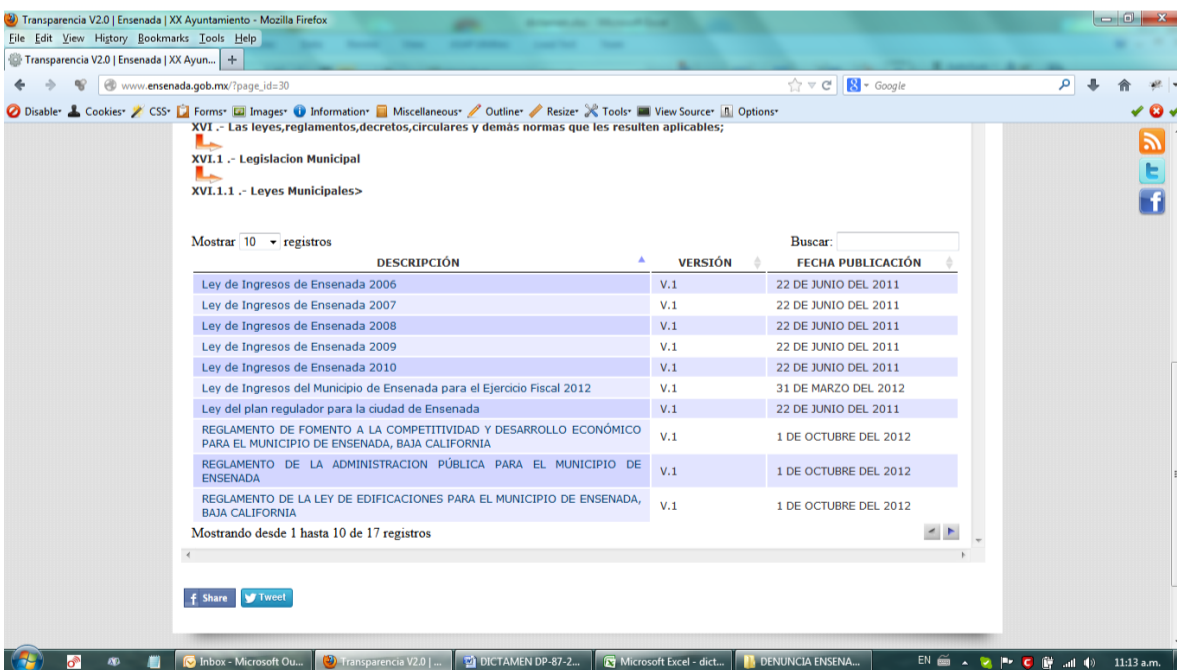 Transparencia V2.0 | Ensenada | XX Ayuntamiento - Mozilla Firefox
File Edit View History Bookmarks Tools Help
Transparencia V2.0 | Ensenada | XX Ayun... +
www.ensenada.gob.mx/?page_id=30 Google
Disable Cookies CSS Forms Images Information Miscellaneous Outline Resize Tools View Source Options
XVI .- Las leyes,reglamentos,decretos,circulares y demás normas que les resulten aplicables;
XVI.1 .- Legislacion Municipal
XVI.1.1 .- Leyes Municipales>
Mostrar 10 registros Buscar:
DESCRIPCIÓN VERSIÓN FECHA PUBLICACIÓN
Ley de Ingresos de Ensenada 2006 V.1 22 DE JUNIO DEL 2011
Ley de Ingresos de Ensenada 2007 V.1 22 DE JUNIO DEL 2011
Ley de Ingresos de Ensenada 2008 V.1 22 DE JUNIO DEL 2011
Ley de Ingresos de Ensenada 2009 V.1 22 DE JUNIO DEL 2011
Ley de Ingresos de Ensenada 2010 V.1 22 DE JUNIO DEL 2011
Ley de Ingresos del Municipio de Ensenada para el Ejercicio Fiscal 2012 V.1 31 DE MARZO DEL 2012
Ley del plan regulador para la ciudad de Ensenada V.1 22 DE JUNIO DEL 2011
REGLAMENTO DE FOMENTO A LA COMPETITIVIDAD Y DESARROLLO ECONÓMICO
PARA EL MUNICIPIO DE ENSENADA, BAJA CALIFORNIA V.1 1 DE OCTUBRE DEL 2012
REGLAMENTO DE LA ADMINISTRACION PÚBLICA PARA EL MUNICIPIO DE
ENSENADA V.1 1 DE OCTUBRE DEL 2012
REGLAMENTO DE LA LEY DE EDIFICACIONES PARA EL MUNICIPIO DE ENSENADA,
BAJA CALIFORNIA V.1 1 DE OCTUBRE DEL 2012
Mostrando desde 1 hasta 10 de 17 registros
Share Tweet
Inbox - Microsoft Ou... Transparencia V2.0 | ... DICTAMEN DP-87-2... Microsoft Excel - dict... DENUNCIA ENSENA... EN 11:13 a.m.